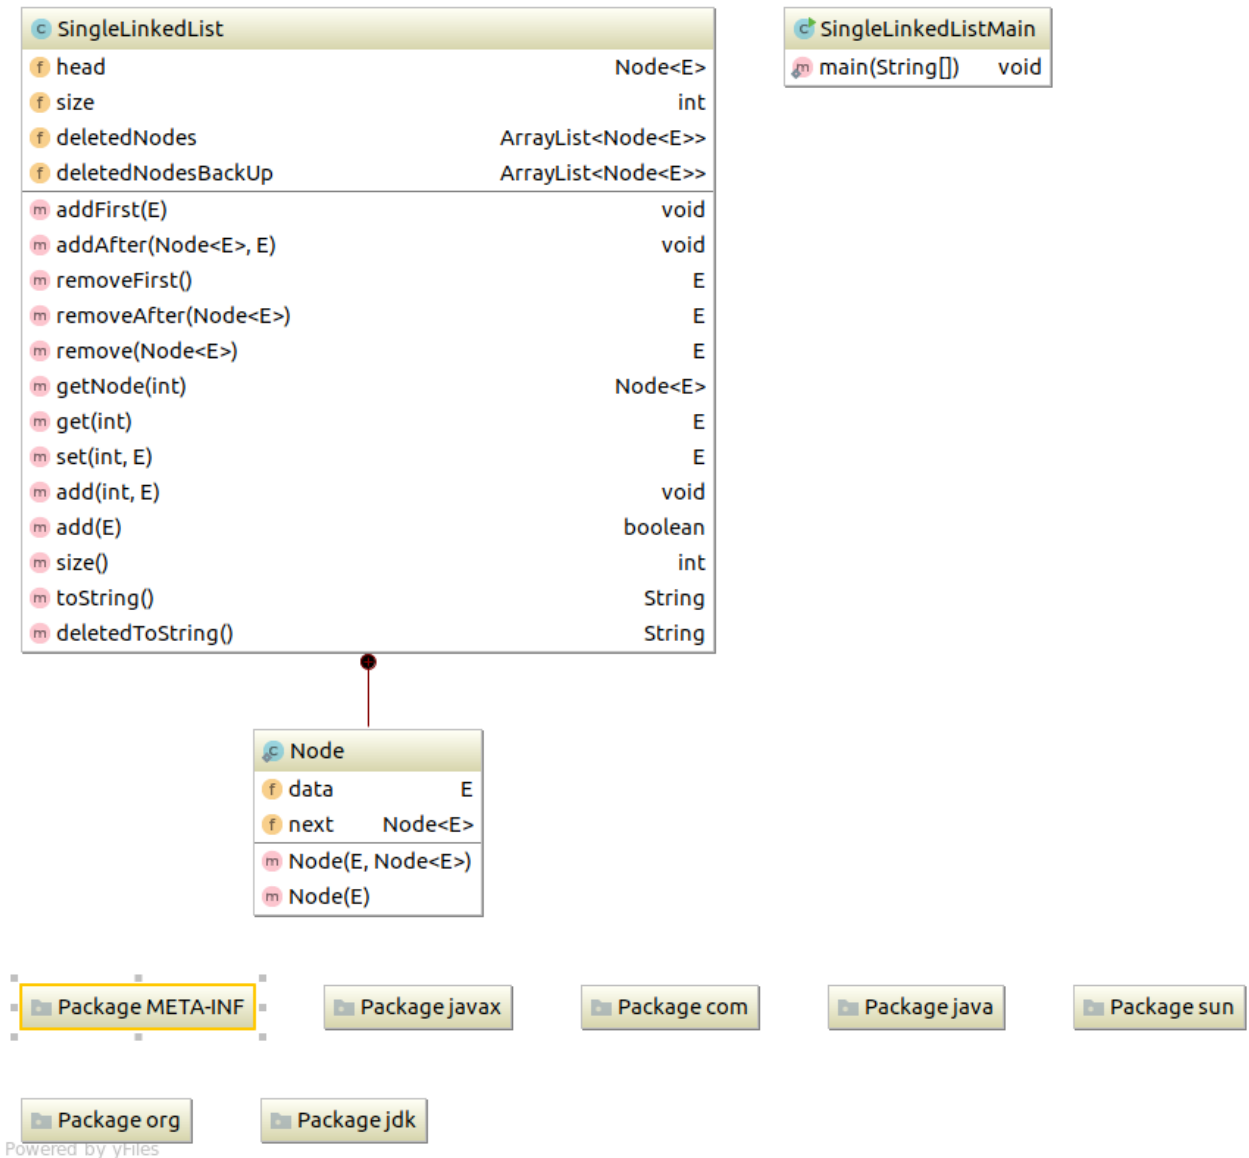 SingleLinkedList
head Node<E>
size int
deletedNodes ArrayList<Node<E>>
deletedNodesBackUp ArrayList<Node<E>>
addFirst(E) void
addAfter(Node<E>, E) void
removeFirst() E
removeAfter(Node<E>) E
remove(Node<E>) E
getNode(int) Node<E>
get(int) E
set(int, E) E
add(int, E) void
add(E) boolean
size() int
toString() String
deletedToString() String
SingleLinkedListMain
main(String[]) void
Node
data E
next Node<E>
Node(E, Node<E>)
Node(E)
Package META-INF
Package javax
Package com
Package java
Package sun
Package org
Package jdk
Powered by yFiles